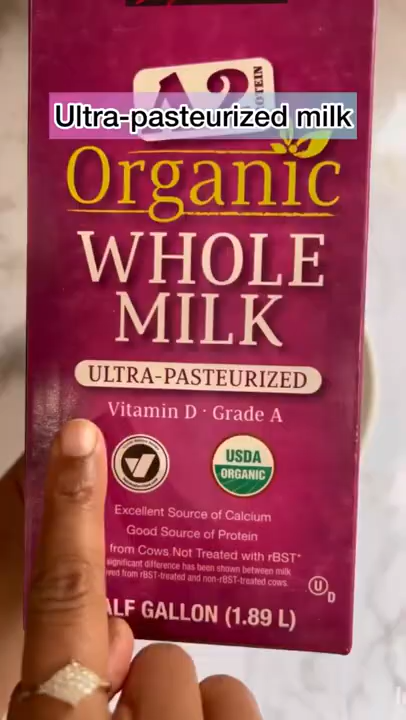 A2
Ultra-pasteurized milk
Organic
WHOLE
MILK
ULTRA-PASTEURIZED
Vitamin D · Grade A
USDA
ORGANIC
Excellent Source of Calcium
Good Source of Protein
from Cows Not Treated with rBST*
significant difference has been shown between milk
from rBST-treated and non-rBST-treated cows.
U
D
GALLON (1.89 L)